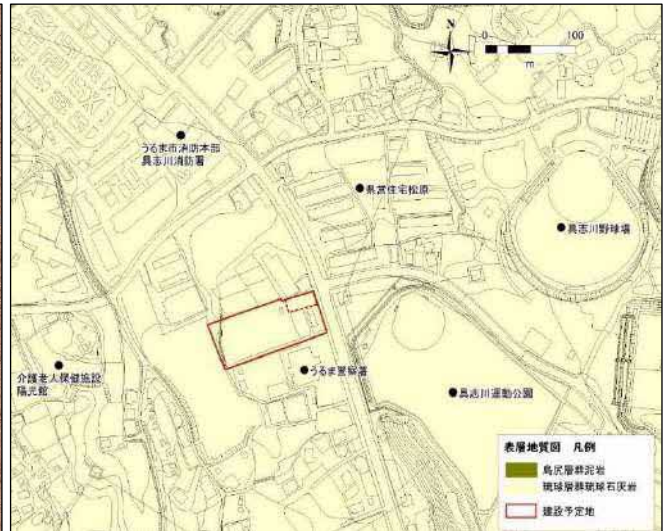 N
0 100
m
うるま市消防本部
具志川消防署
県営住宅松原
具志川野球場
うるま警察署
介護老人保健施設
陽光館
具志川運動公園
表層地質図 凡例
島尻層群泥岩
琉球層群琉球石灰岩
建設予定地